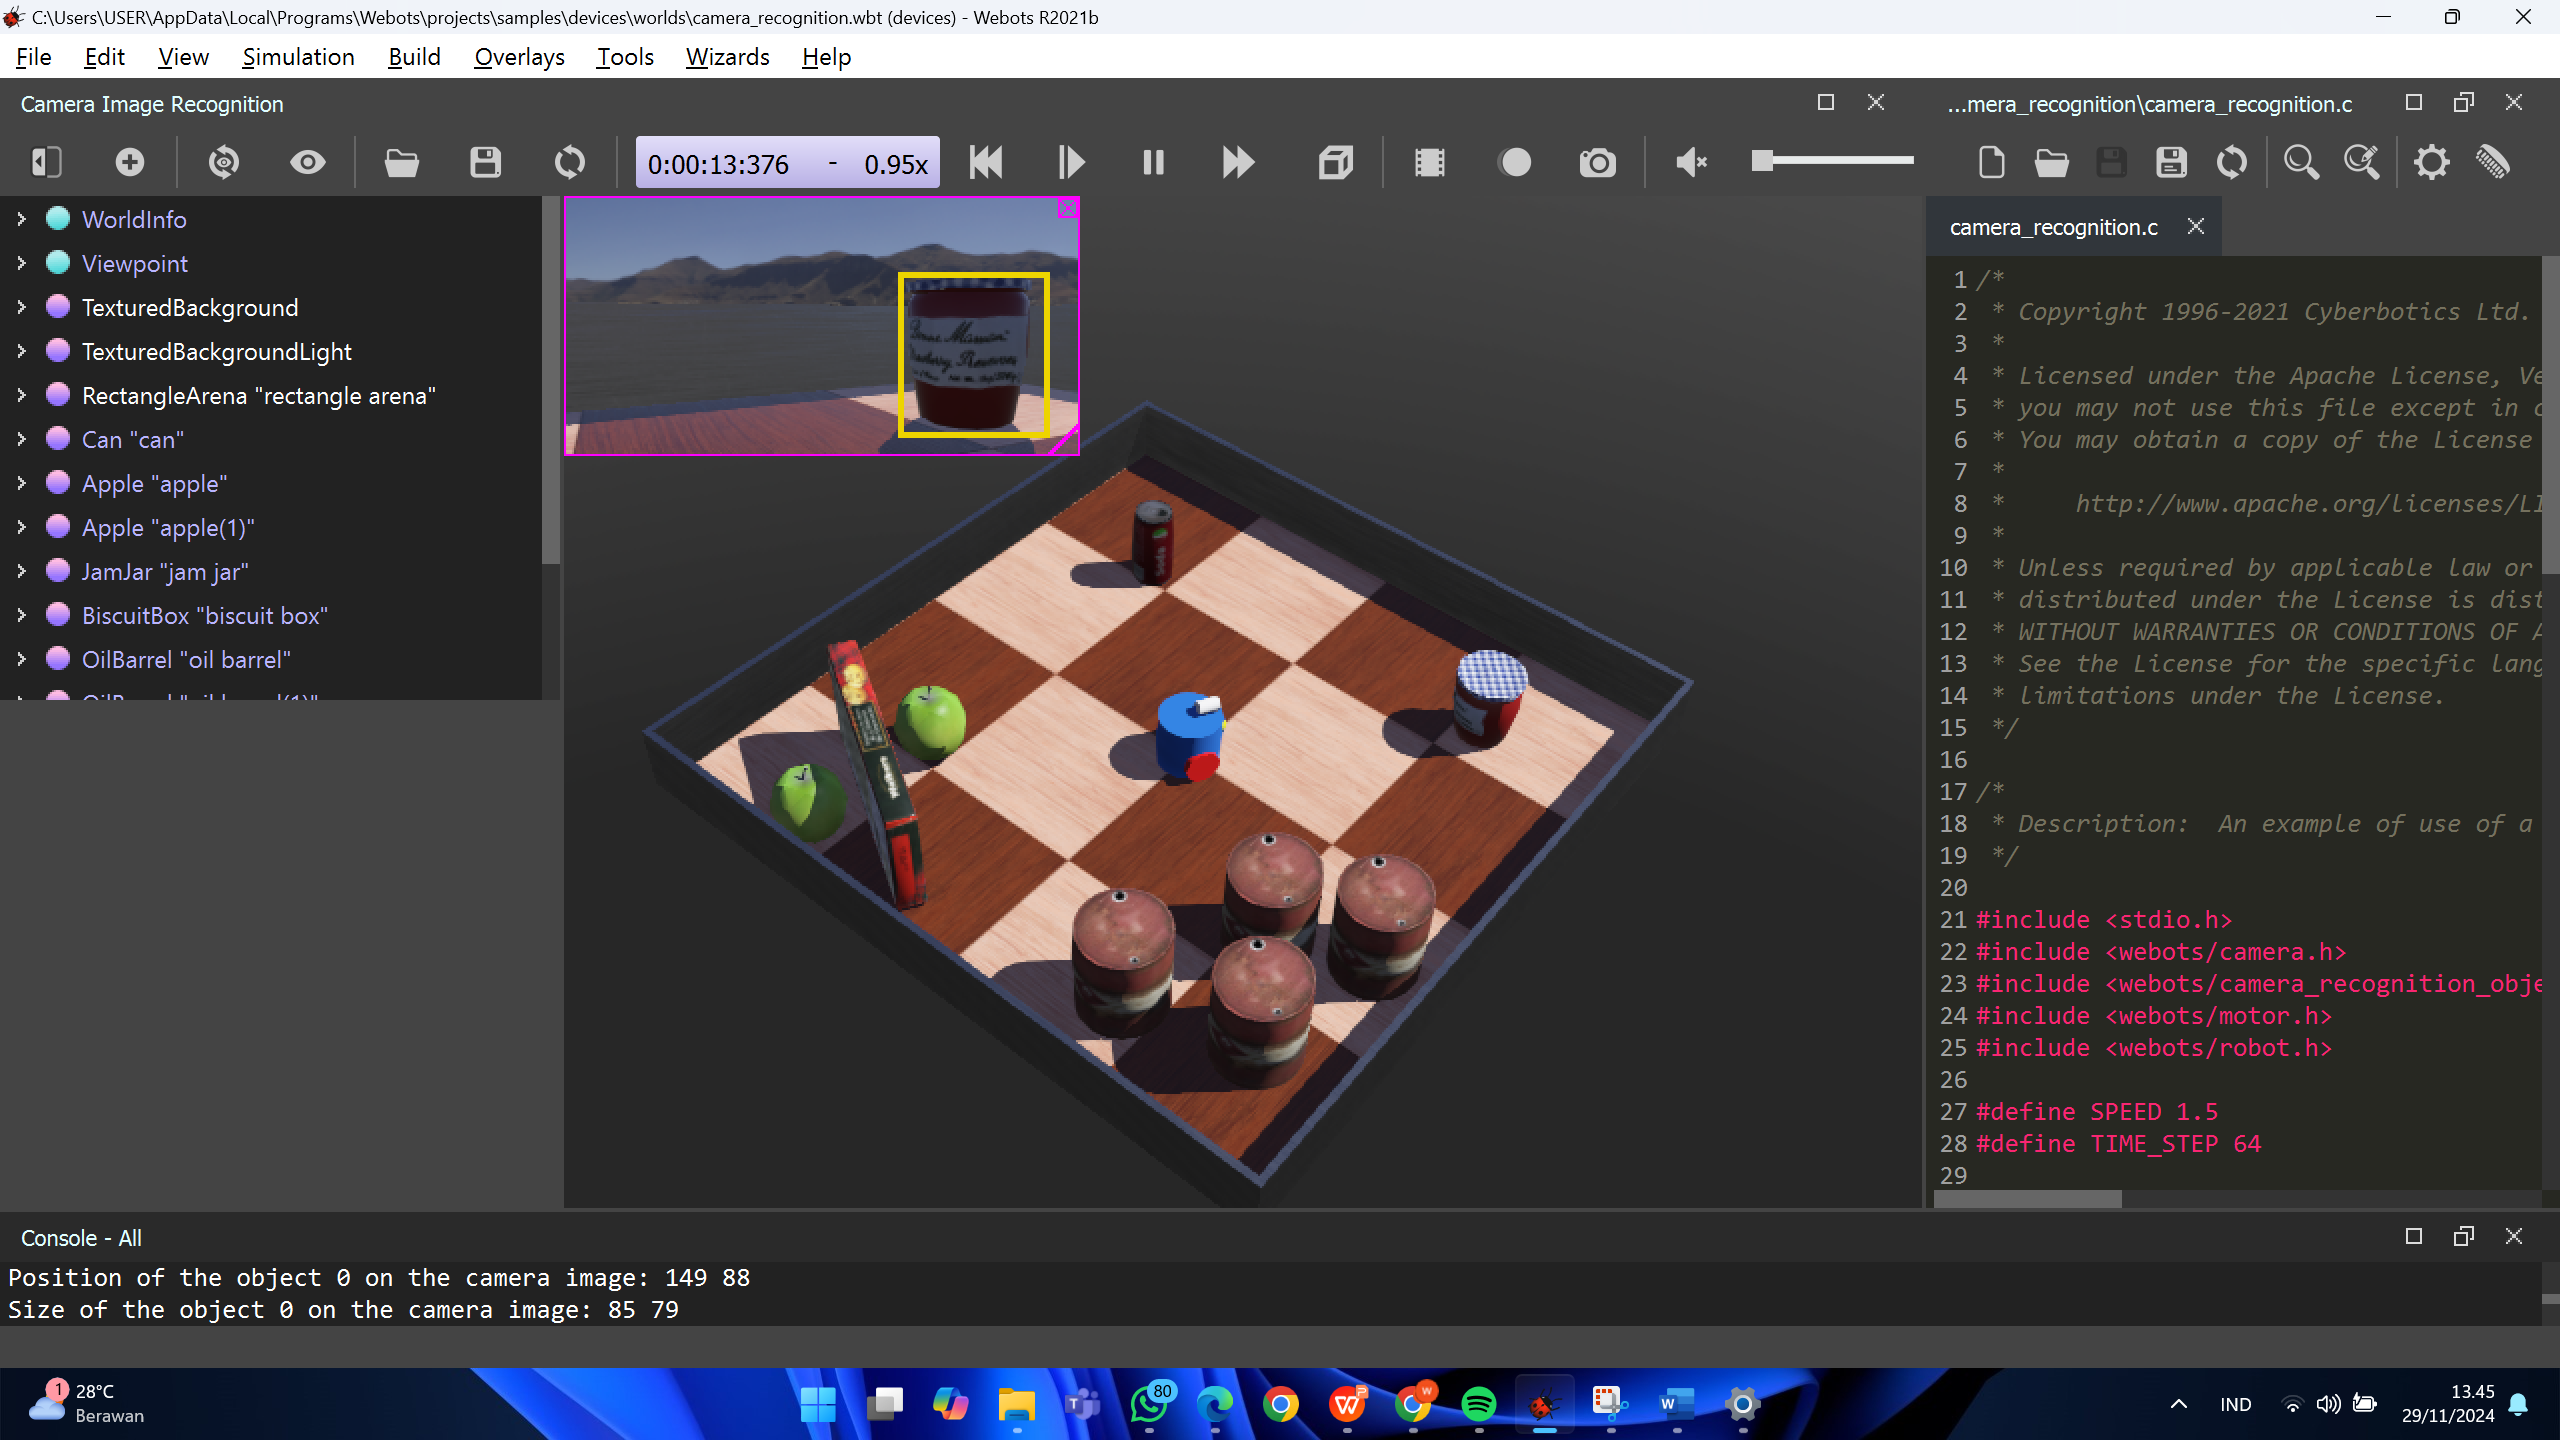 C:\Users\USER\AppData\Local\Programs\Webots\projects\samples\devices\worlds\camera_recognition.wbt (devices) - Webots R2021b
File Edit View Simulation Build Overlays Tools Wizards Help
Camera Image Recognition
...mera_recognition\camera_recognition.c
0:00:13:376 - 0.95x
WorldInfo
Viewpoint
TexturedBackground
TexturedBackgroundLight
RectangleArena "rectangle arena"
Can "can"
Apple "apple"
Apple "apple(1)"
JamJar "jam jar"
BiscuitBox "biscuit box"
OilBarrel "oil barrel"
camera_recognition.c
1 /*
2 * Copyright 1996-2021 Cyberbotics Ltd.
3 *
4 * Licensed under the Apache License, Ve
5 * you may not use this file except in c
6 * You may obtain a copy of the License
7 *
8 * http://www.apache.org/licenses/LI
9 *
10 * Unless required by applicable law or
11 * distributed under the License is dist
12 * WITHOUT WARRANTIES OR CONDITIONS OF A
13 * See the License for the specific lang
14 * limitations under the License.
15 */
16
17 /*
18 * Description: An example of use of a
19 */
20
21 #include <stdio.h>
22 #include <webots/camera.h>
23 #include <webots/camera_recognition_obje
24 #include <webots/motor.h>
25 #include <webots/robot.h>
26
27 #define SPEED 1.5
28 #define TIME_STEP 64
29
Console - All
Position of the object 0 on the camera image: 149 88
Size of the object 0 on the camera image: 85 79
1
28°C
Berawan
80
IND
13.45
29/11/2024